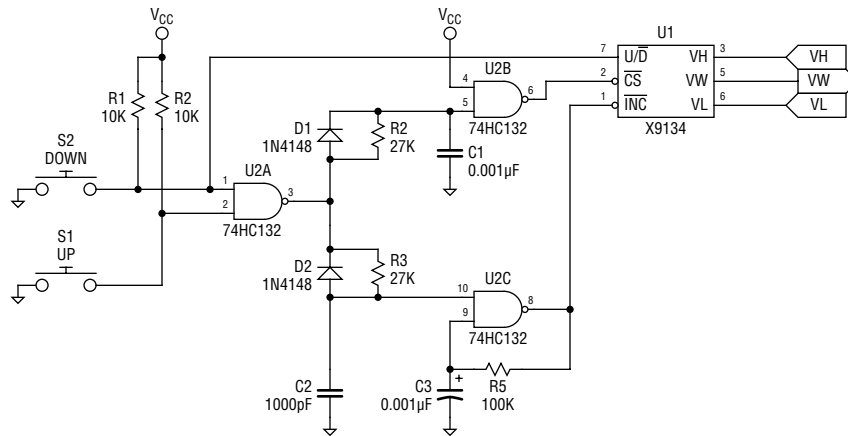 VCC
VCC
R1
10K
R2
10K
S2
DOWN
S1
UP
1
2
U2A
3
74HC132
D1
1N4148
R2
27K
C1
0.001µF
4
5
U2B
6
74HC132
D2
1N4148
R3
27K
C2
1000pF
10
9
U2C
8
74HC132
+
C3
0.001µF
R5
100K
U1
7
U/D̅
2
C̅S̅
1
I̅N̅C̅
VH
3
VW
5
VL
6
X9134
VH
VW
VL